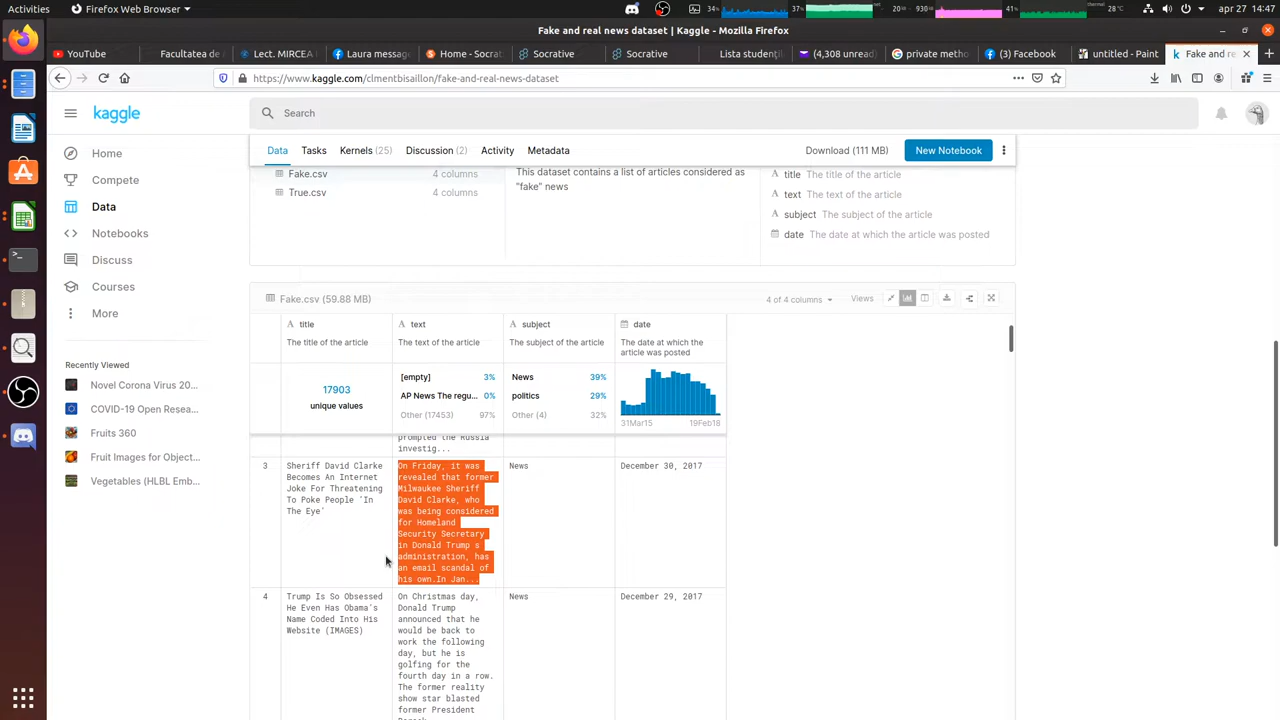 Activities
Firefox Web Browser
34%
37%
41%
28°C
apr 27 14:47
Fake and real news dataset | Kaggle - Mozilla Firefox
YouTube
Facultatea de
Lect. MIRCEA
Laura message
Home - Socra
Socrative
Socrative
Lista studenți
(4,308 unread)
private metho
(3) Facebook
untitled - Paint
Fake and re
https://www.kaggle.com/clmentbisaillon/fake-and-real-news-dataset
kaggle
Search
Data
Tasks
Kernels (25)
Discussion (2)
Activity
Metadata
Download (111 MB)
New Notebook
Home
Compete
Data
Notebooks
Discuss
Courses
More
Recently Viewed
Novel Corona Virus 20...
COVID-19 Open Resea...
Fruits 360
Fruit Images for Object...
Vegetables (HLBL Emb...
Fake.csv 4 columns
True.csv 4 columns
This dataset contains a list of articles considered as
"fake" news
title The title of the article
text The text of the article
subject The subject of the article
date The date at which the article was posted
Fake.csv (59.88 MB)
4 of 4 columns
Views
title
The title of the article
text
The text of the article
subject
The subject of the article
date
The date at which the
article was posted
17903
unique values
[empty] 3%
AP News The regu... 0%
Other (17453) 97%
News 39%
politics 29%
Other (4) 32%
31Mar15 19Feb18
prompted the Russia
investig...
3
Sheriff David Clarke
Becomes An Internet
Joke For Threatening
To Poke People 'In
The Eye'
On Friday, it was
revealed that former
Milwaukee Sheriff
David Clarke, who
was being considered
for Homeland
Security Secretary
in Donald Trump s
administration, has
an email scandal of
his own.In Jan...
News
December 30, 2017
4
Trump Is So Obsessed
He Even Has Obama's
Name Coded Into His
Website (IMAGES)
On Christmas day,
Donald Trump
announced that he
would be back to
work the following
day, but he is
golfing for the
fourth day in a row.
The former reality
show star blasted
former President
News
December 29, 2017